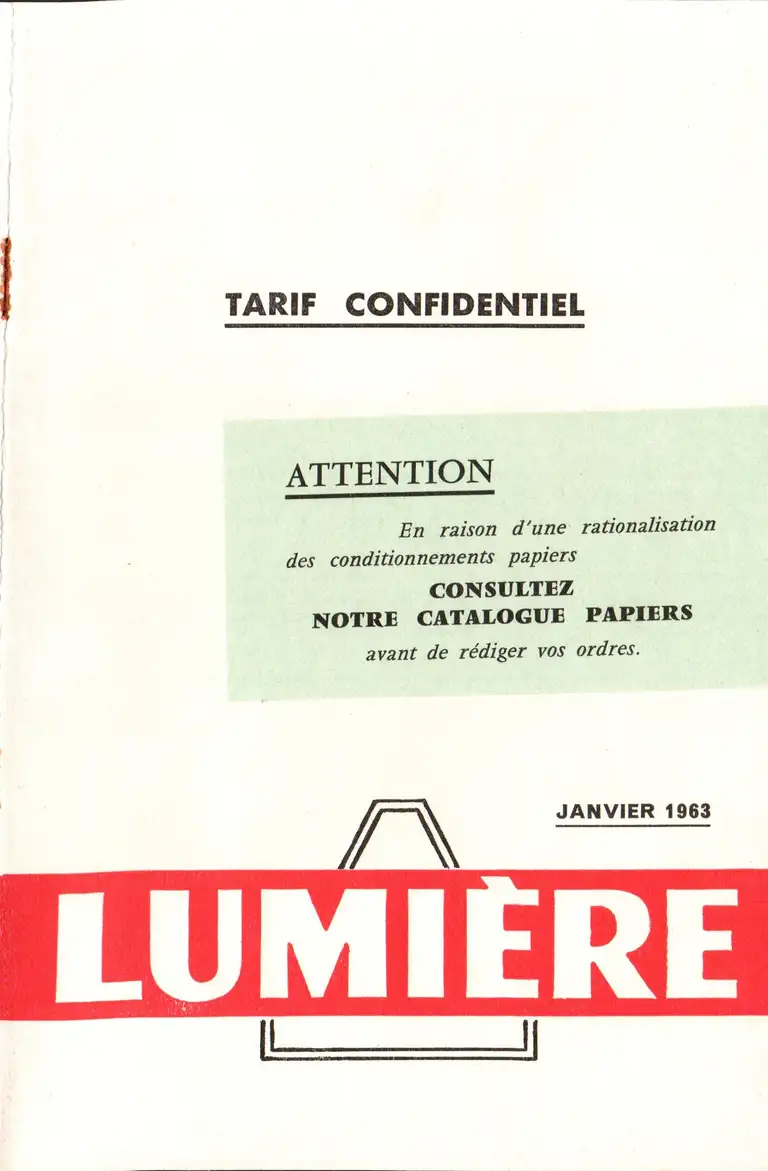 TARIF CONFIDENTIEL
ATTENTION
En raison d'une rationalisation
des conditionnements papiers
CONSULTEZ
NOTRE CATALOGUE PAPIERS
avant de rédiger vos ordres.
JANVIER 1963
LUMIÈRE